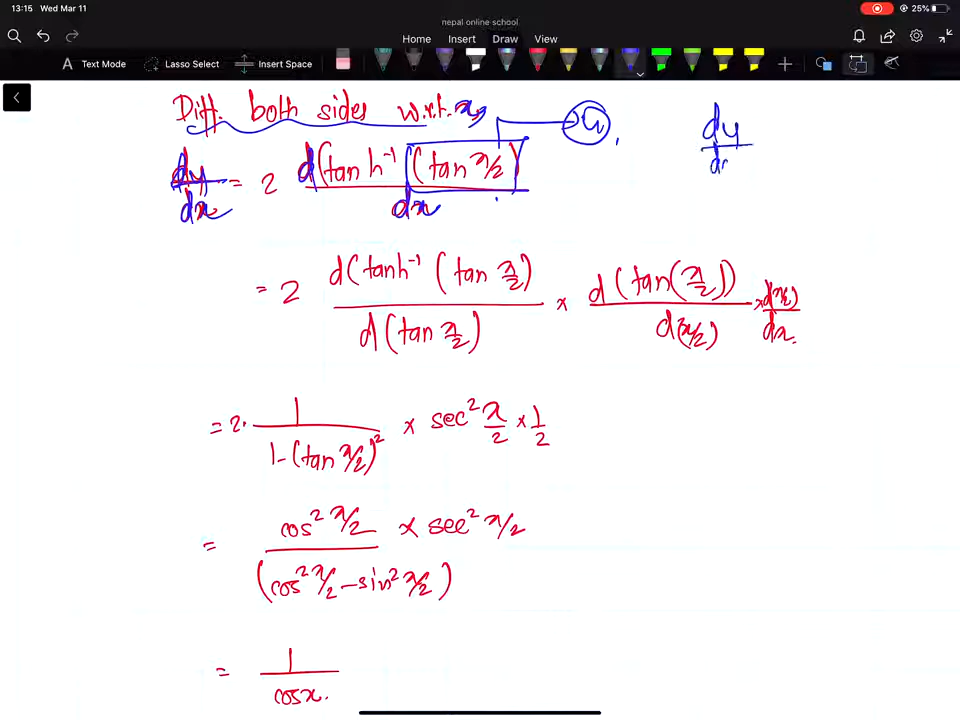 13:15 Wed Mar 11
25%
nepal online school
Home Insert Draw View
Text Mode Lasso Select Insert Space
Diff. both sides w.r.t. x,
u,
dy/dx
dy/dx = 2 d(tan h⁻¹ (tan x/2))/dx
= 2 d(tanh⁻¹ (tan x/2)/d(tan x/2) × d(tan(x/2))/d(x/2) × d(x/2)/dx.
= 2. 1/1-(tan x/2)² × sec² x/2 × 1/2
= cos² x/2/(cos² x/2 - sin² x/2) × sec² x/2
= 1/cosx.